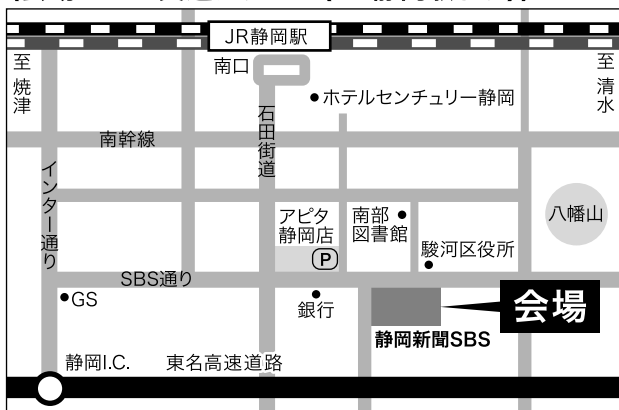 JR静岡駅
至焼津
南口
至清水
ホテルセンチュリー静岡
石田街道
南幹線
インター通り
アピタ
静岡店
P
南部
図書館
八幡山
駿河区役所
SBS通り
GS
銀行
会場
静岡新聞SBS
静岡I.C.
東名高速道路